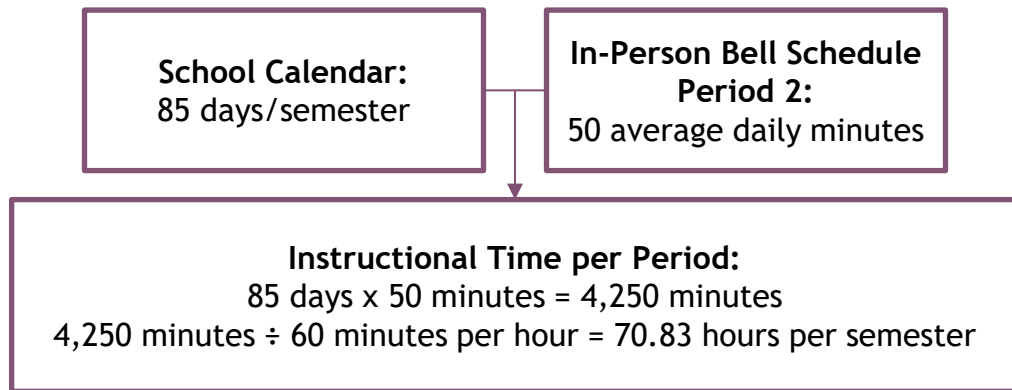 School Calendar:
85 days/semester
In-Person Bell Schedule
Period 2:
50 average daily minutes
Instructional Time per Period:
85 days x 50 minutes = 4,250 minutes
4,250 minutes ÷ 60 minutes per hour = 70.83 hours per semester